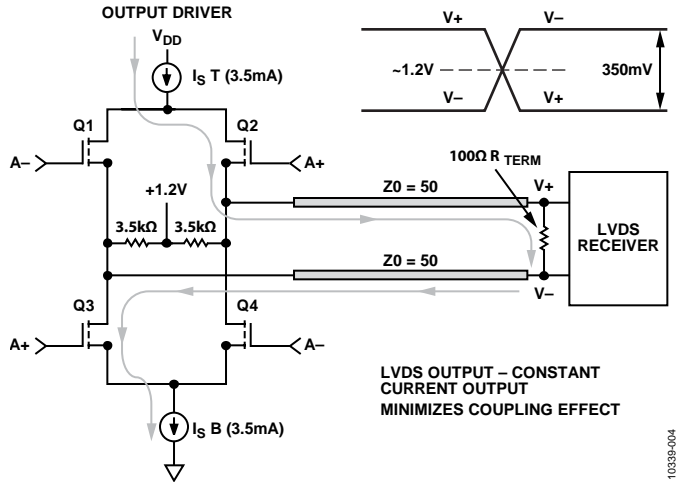 OUTPUT DRIVER
VDD
IS T (3.5mA)
V+
V–
~1.2V
350mV
V–
V+
Q1
Q2
A–
A+
+1.2V
3.5kΩ
3.5kΩ
100Ω RTERM
Z0 = 50
V+
LVDS
RECEIVER
Z0 = 50
V–
Q3
Q4
A+
A–
LVDS OUTPUT – CONSTANT
CURRENT OUTPUT
MINIMIZES COUPLING EFFECT
IS B (3.5mA)
10339-004